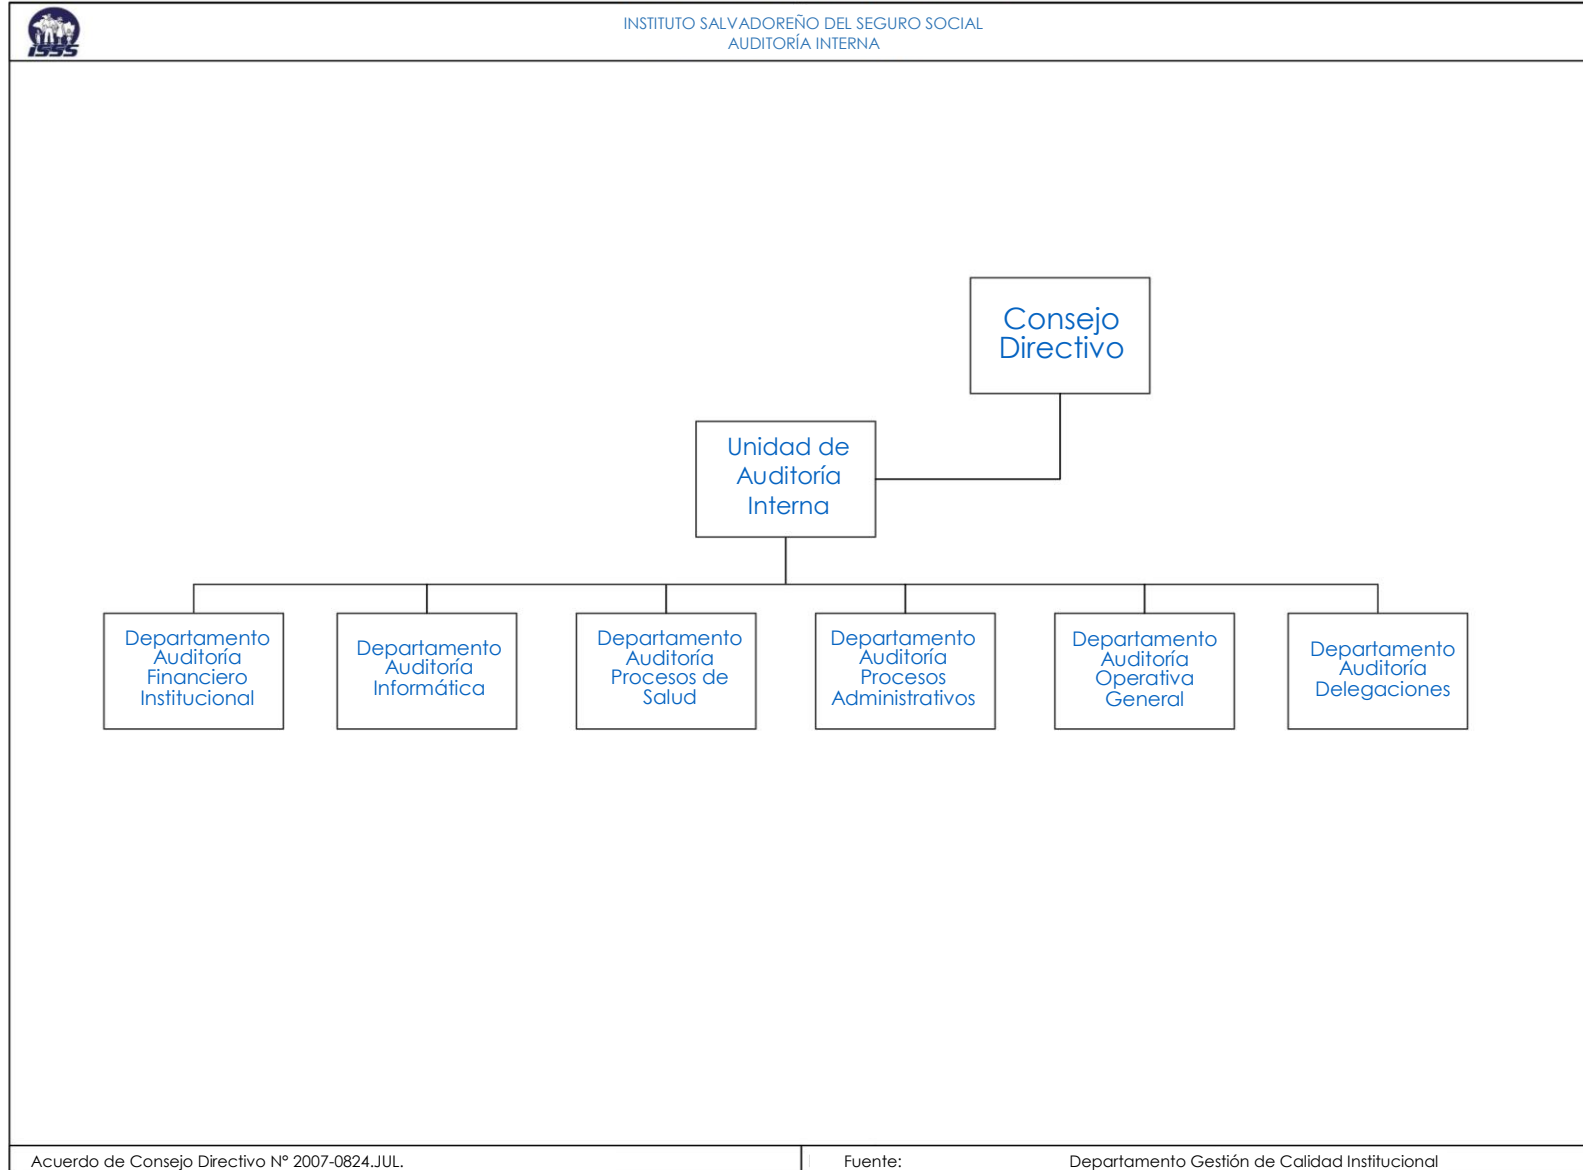 ISSS
INSTITUTO SALVADOREÑO DEL SEGURO SOCIAL
AUDITORÍA INTERNA
Consejo
Directivo
Unidad de
Auditoría
Interna
Departamento
Auditoría
Financiero
Institucional
Departamento
Auditoría
Informática
Departamento
Auditoría
Procesos de
Salud
Departamento
Auditoría
Procesos
Administrativos
Departamento
Auditoría
Operativa
General
Departamento
Auditoría
Delegaciones
Acuerdo de Consejo Directivo N° 2007-0824.JUL.
Fuente: Departamento Gestión de Calidad Institucional